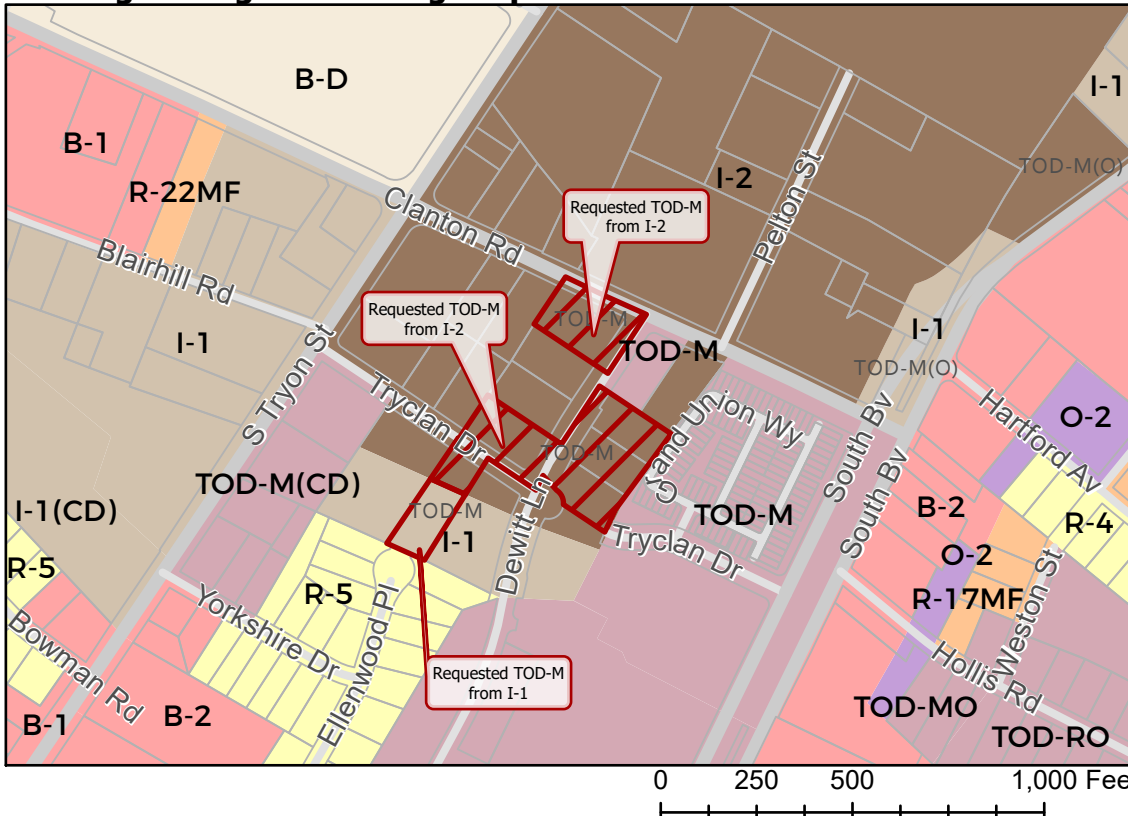 B-D
I-1
B-1
TOD-M(O)
R-22MF
I-2
Pelton St
Clanton Rd
Requested TOD-M
from I-2
Blairhill Rd
Requested TOD-M
from I-2
TOD-M
I-1
I-1
TOD-M
TOD-M(O)
S Tryon St
Tryclan Dr
Grand Union Wy
South Bv
South Bv
Hartford Av
O-2
TOD-M
TOD-M(CD)
Dewitt Ln
I-1(CD)
TOD-M
TOD-M
B-2
R-4
I-1
Tryclan Dr
R-5
O-2
R-5
Yorkshire Dr
Ellenwood Pl
R-17MF
Weston St
Bowman Rd
Requested TOD-M
from I-1
Hollis Rd
B-1
B-2
TOD-MO
TOD-RO
0 250 500 1,000 Fee